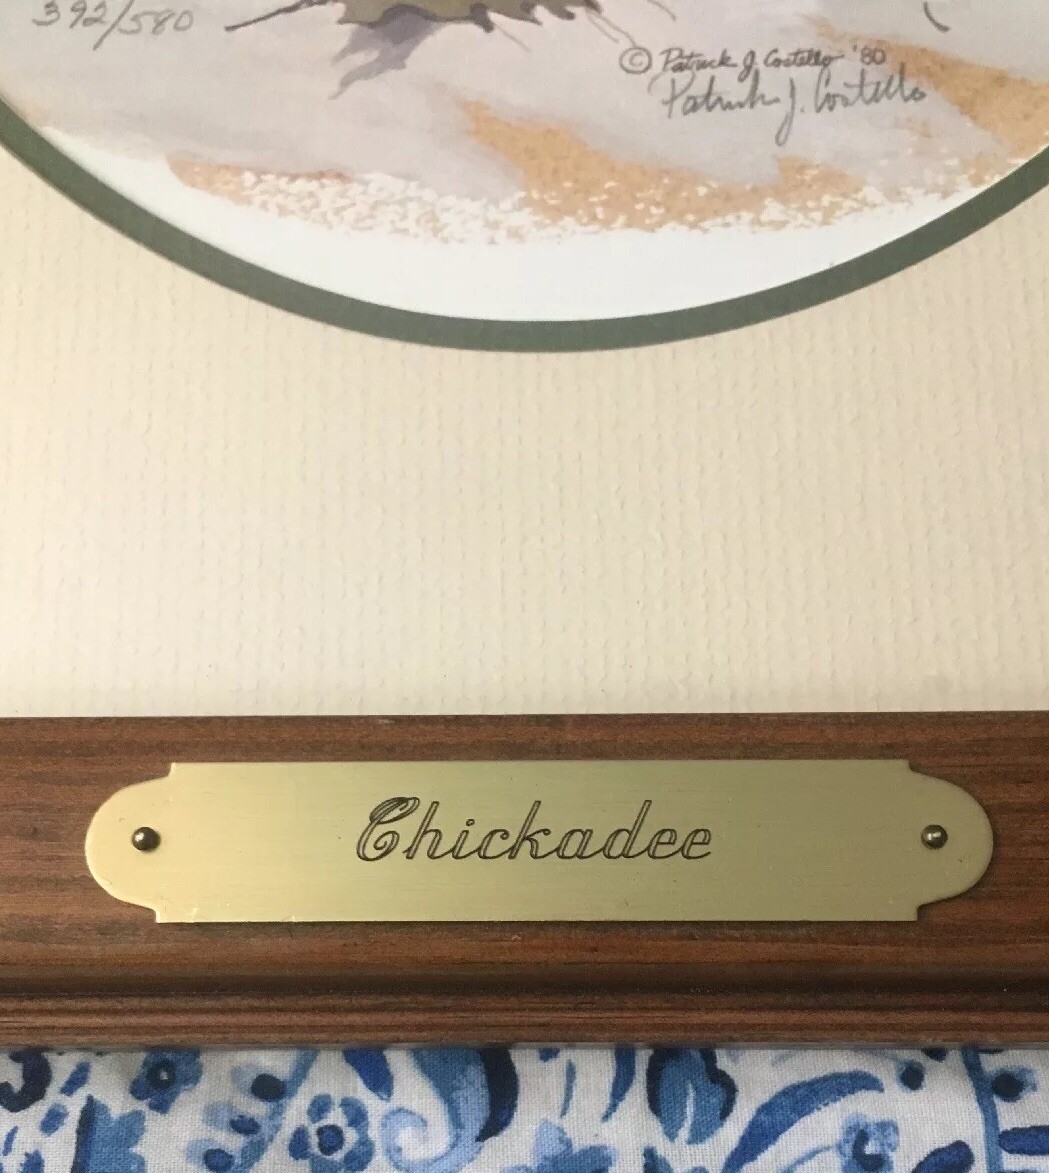 392/580
© Patrick J. Costello '80
Patrick J. Costello
Chickadee